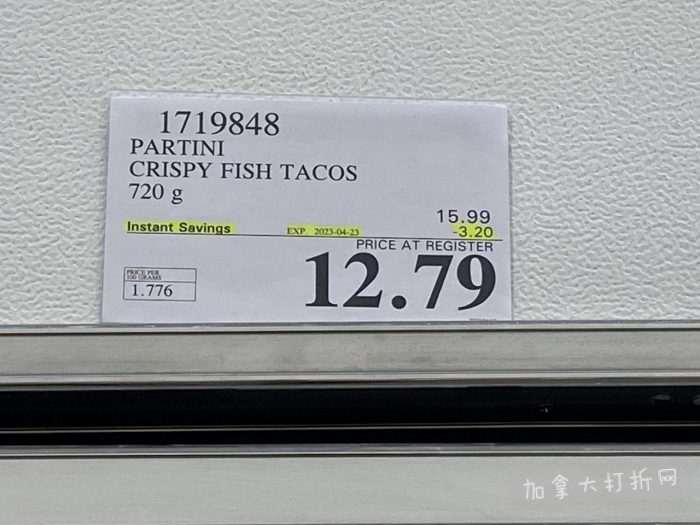 1719848
PARTINI
CRISPY FISH TACOS
720 g
15.99
Instant Savings EXP. 2023-04-23 -3.20
PRICE AT REGISTER
12.79
PRICE PER
100 GRAMS
1.776
加拿大打折网